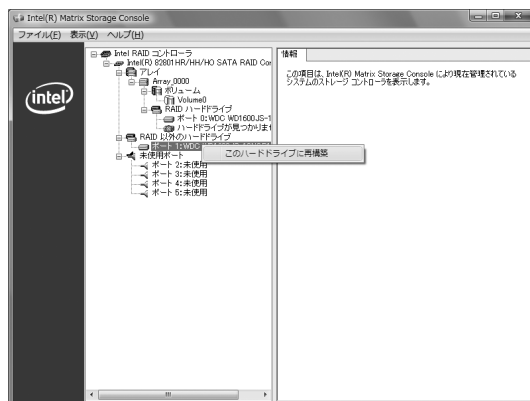 Intel(R) Matrix Storage Console
ファイル(F) 表示(V) ヘルプ(H)
intel
Intel RAID コントローラ
Intel(R) 82801HR/HH/HO SATA RAID Cor
アレイ
Array_0000
ボリューム
Volume0
RAID ハードドライブ
ポート 0:WDC WD1600JS-1
ハードドライブが見つかりませ
RAID 以外のハードドライブ
ポート 1:WDC
このハードドライブに再構築
未使用ポート
ポート 2:未使用
ポート 3:未使用
ポート 4:未使用
ポート 5:未使用
情報
この項目は、Intel(R) Matrix Storage Console により現在管理されている
システムのストレージ コントローラを表示します。